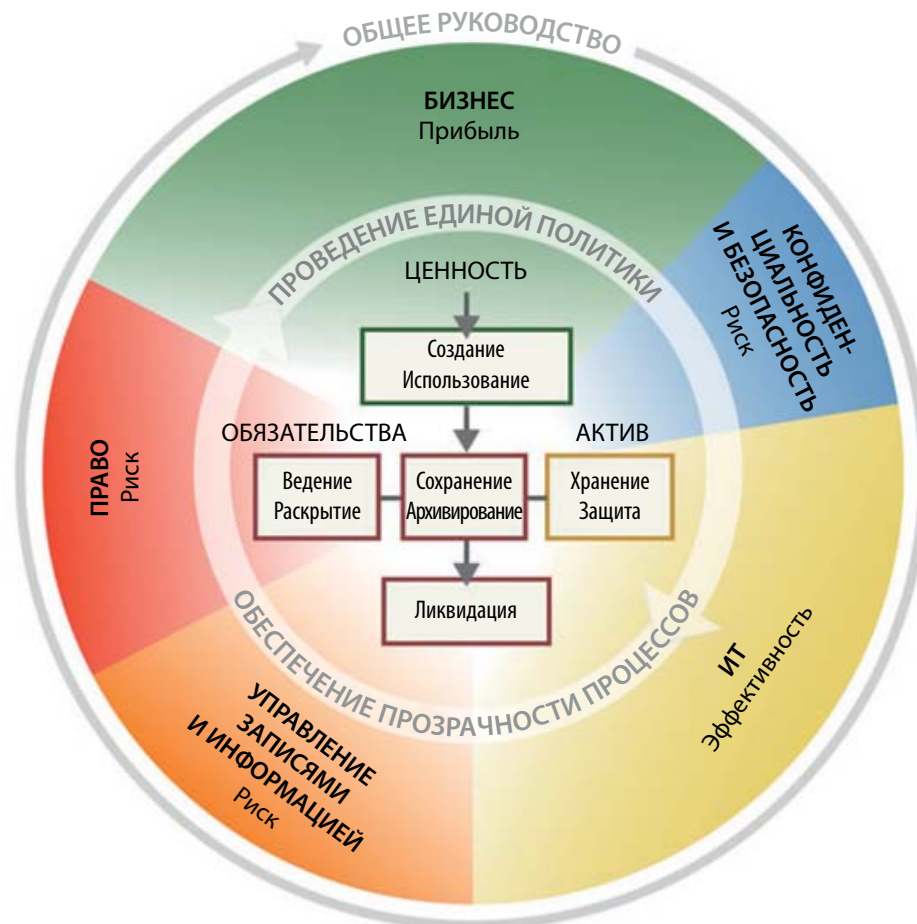 ОБЩЕЕ РУКОВОДСТВО
БИЗНЕС
Прибыль
КОНФИДЕН-
ЦИАЛЬНОСТЬ
И БЕЗОПАСНОСТЬ
Риск
ПРОВЕДЕНИЕ ЕДИНОЙ ПОЛИТИКИ
ЦЕННОСТЬ
Создание
Использование
ОБЯЗАТЕЛЬСТВА
АКТИВ
Ведение
Раскрытие
Сохранение
Архивирование
Хранение
Защита
Ликвидация
ПРАВО
Риск
ОБЕСПЕЧЕНИЕ ПРОЗРАЧНОСТИ ПРОЦЕССОВ
ИТ
Эффективность
УПРАВЛЕНИЕ
ЗАПИСЯМИ
И ИНФОРМАЦИЕЙ
Риск